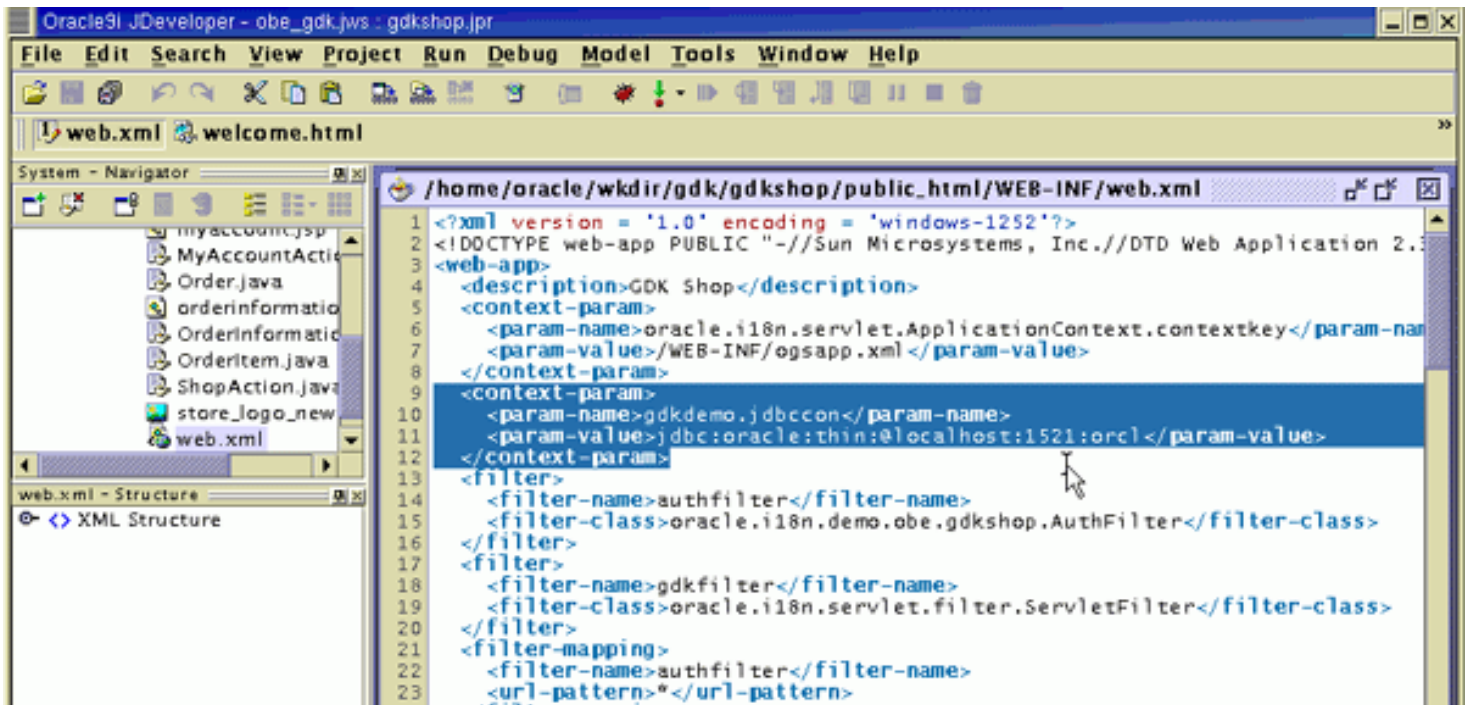 Oracle9i JDeveloper - obe_gdk.jws : gdkshop.jpr
File Edit Search View Project Run Debug Model Tools Window Help
web.xml welcome.html
System - Navigator
myaccount.jsp
MyAccountActi
Order.java
orderinformatio
OrderInformatic
OrderItem.java
ShopAction.java
store_logo_new
web.xml
web.xml - Structure
XML Structure
/home/oracle/wkdir/gdk/gdkshop/public_html/WEB-INF/web.xml
1 <?xml version = '1.0' encoding = 'windows-1252'?>
2 <!DOCTYPE web-app PUBLIC "-//Sun Microsystems, Inc.//DTD Web Application 2.3
3 <web-app>
4 <description>GDK Shop</description>
5 <context-param>
6 <param-name>oracle.i18n.servlet.ApplicationContext.contextkey</param-nam
7 <param-value>/WEB-INF/ogsapp.xml</param-value>
8 </context-param>
9 <context-param>
10 <param-name>gdkdemo.jdbccon</param-name>
11 <param-value>jdbc:oracle:thin:@localhost:1521:orcl</param-value>
12 </context-param>
13 <filter>
14 <filter-name>authfilter</filter-name>
15 <filter-class>oracle.i18n.demo.obe.gdkshop.AuthFilter</filter-class>
16 </filter>
17 <filter>
18 <filter-name>gdkfilter</filter-name>
19 <filter-class>oracle.i18n.servlet.filter.ServletFilter</filter-class>
20 </filter>
21 <filter-mapping>
22 <filter-name>authfilter</filter-name>
23 <url-pattern>*</url-pattern>